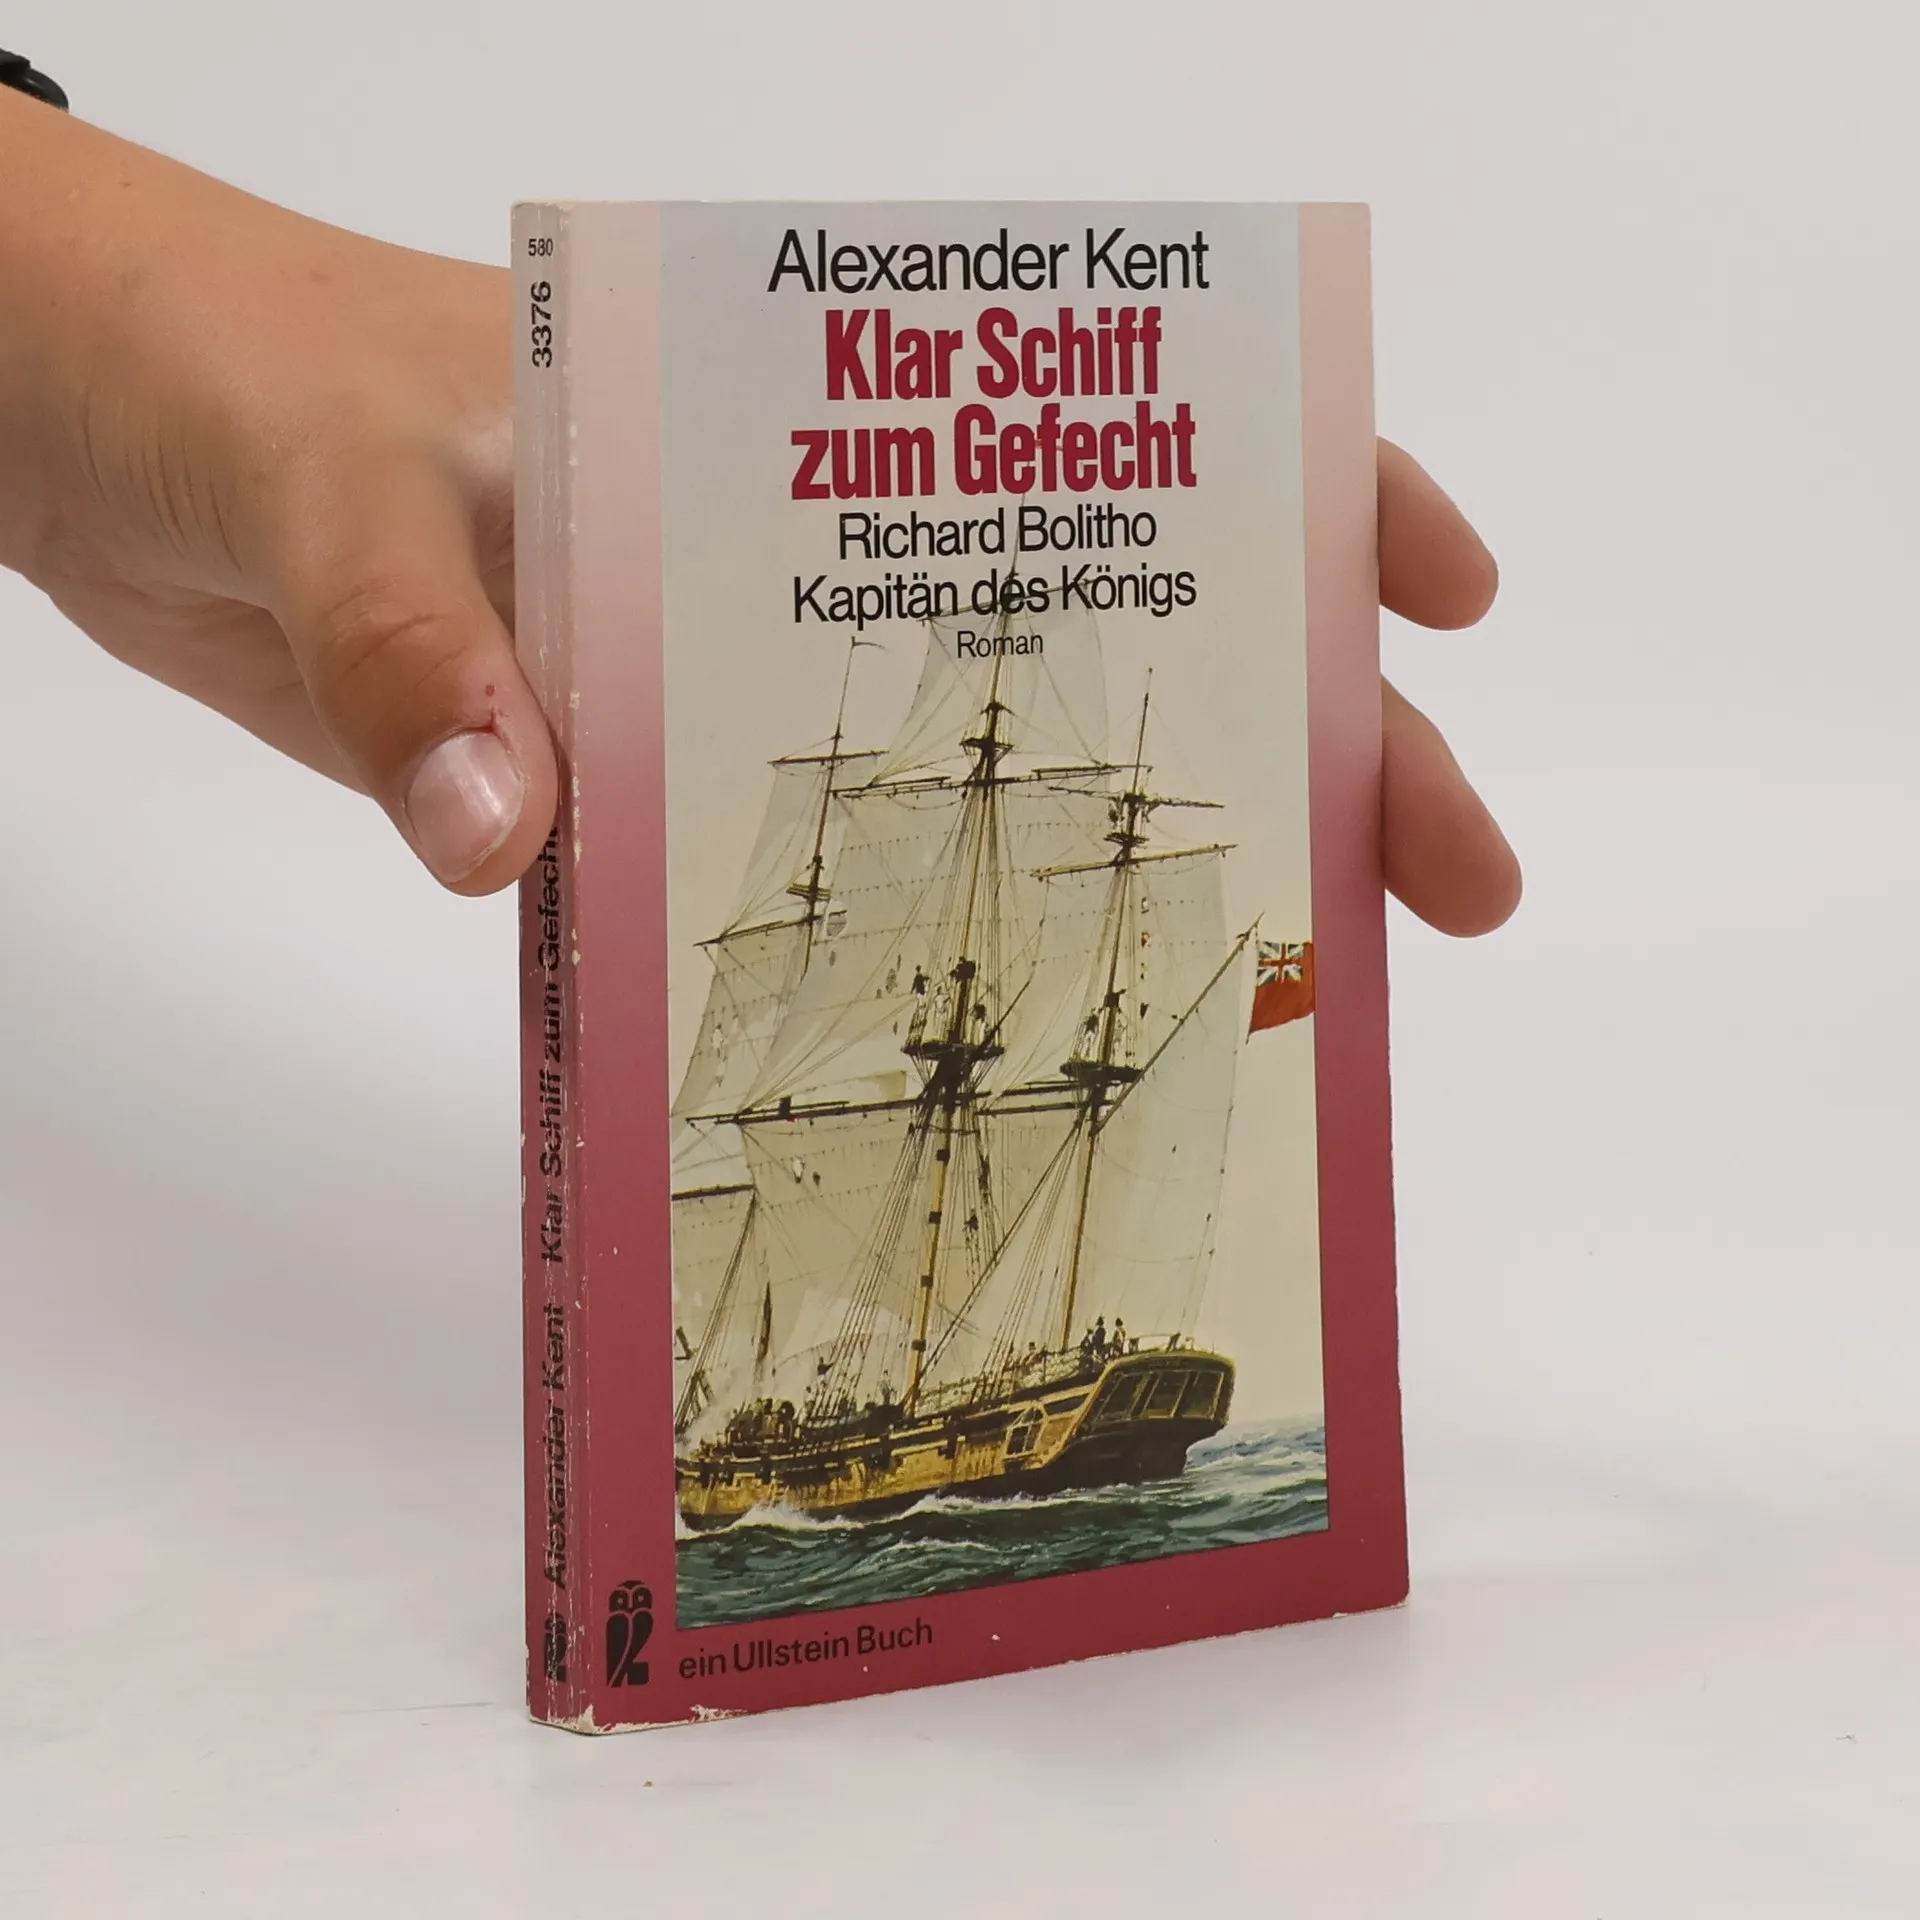 Alexander Kent
Klar Schiff
zum Gefecht
Richard Bolitho
Kapitän des Königs
Roman
ein Ullstein Buch
580
3376
Alexander Kent Klar Schiff zum Gefecht